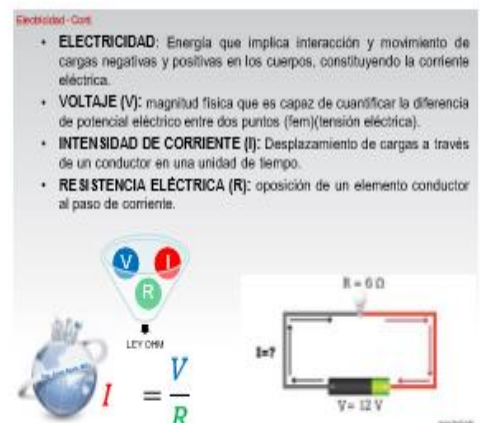 Electricidad - Cont.
• ELECTRICIDAD: Energía que implica interacción y movimiento de
cargas negativas y positivas en los cuerpos, constituyendo la corriente
eléctrica.
• VOLTAJE (V): magnitud física que es capaz de cuantificar la diferencia
de potencial eléctrico entre dos puntos (fem)(tensión eléctrica).
• INTENSIDAD DE CORRIENTE (I): Desplazamiento de cargas a través
de un conductor en una unidad de tiempo.
• RESISTENCIA ELÉCTRICA (R): oposición de un elemento conductor
al paso de corriente.
V I
R
LEY OHM
I = V
R
R = 6 Ω
I=?
V = 12 V